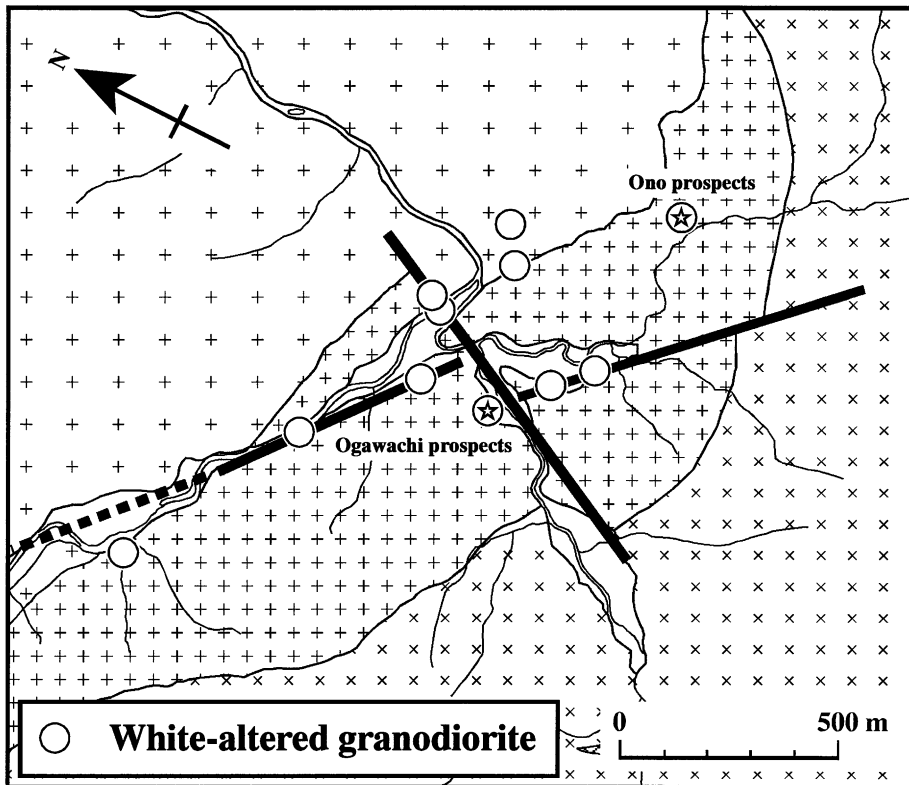 N
Ono prospects
Ogawachi prospects
White-altered granodiorite
0 500 m